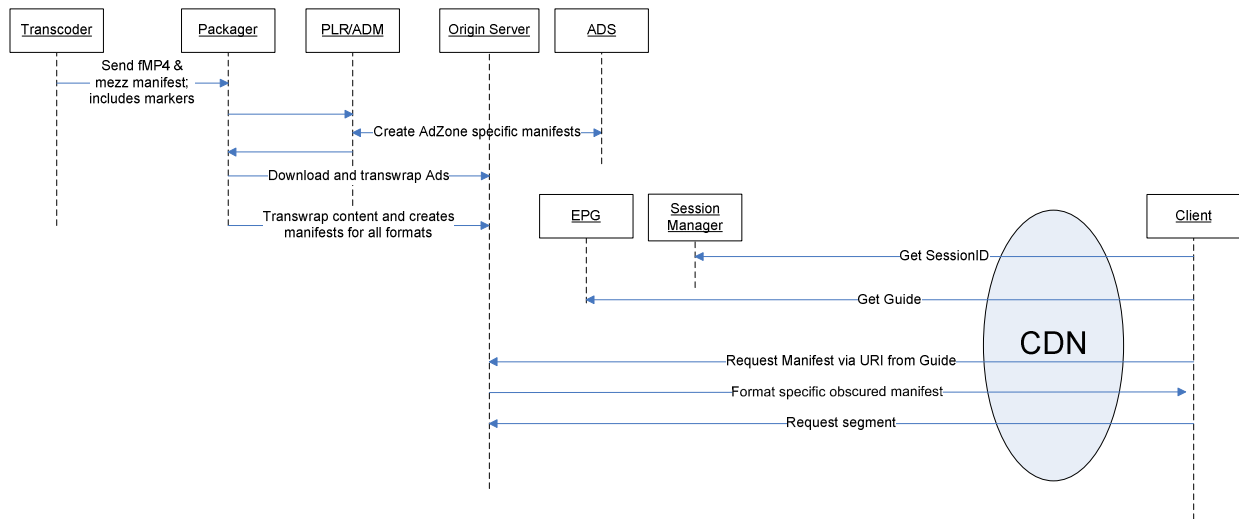 Transcoder
Packager
PLR/ADM
Origin Server
ADS
Send fMP4 &
mezz manifest;
includes markers
Create AdZone specific manifests
Download and transwrap Ads
Transwrap content and creates
manifests for all formats
EPG
Session
Manager
Client
Get SessionID
Get Guide
CDN
Request Manifest via URI from Guide
Format specific obscured manifest
Request segment